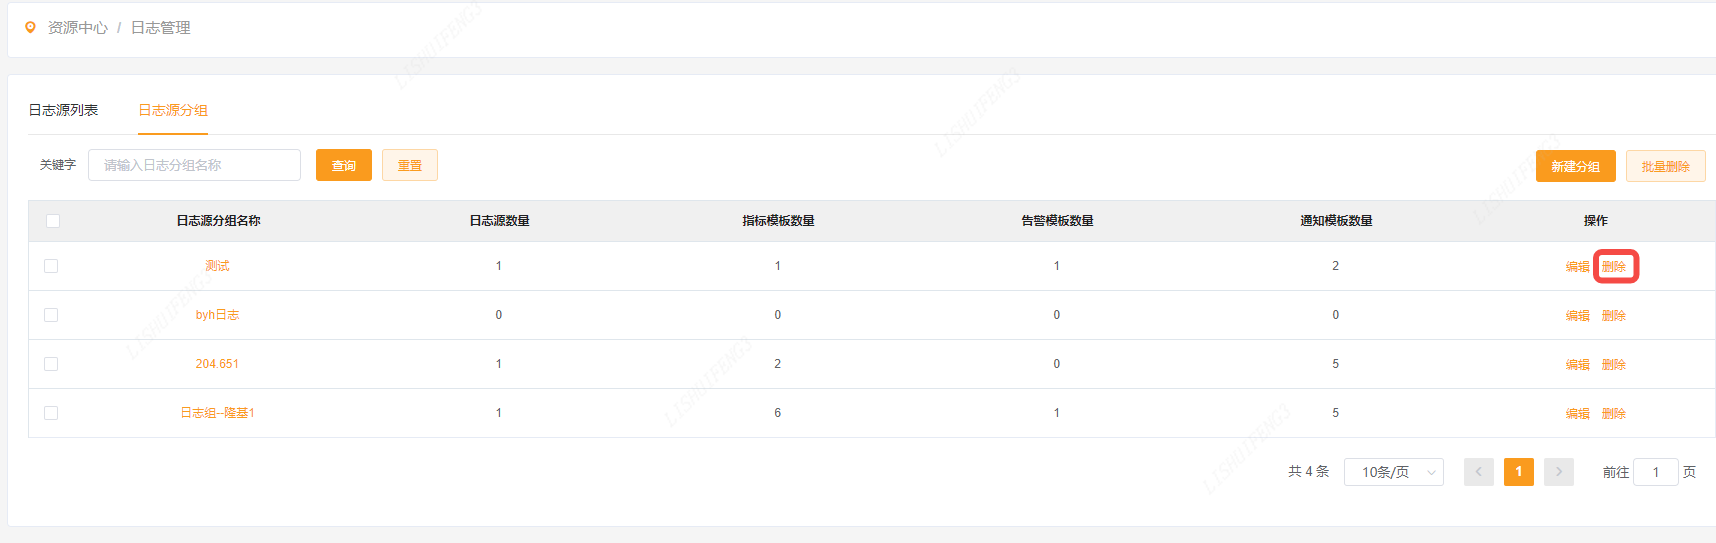 资源中心 / 日志管理
日志源列表 日志源分组
关键字 请输入日志分组名称 查询 重置 新建分组 批量删除
日志源分组名称 日志源数量 指标模板数量 告警模板数量 通知模板数量 操作
测试 1 1 1 2 编辑 删除
byh日志 0 0 0 0 编辑 删除
204.651 1 2 0 5 编辑 删除
日志组--隆基1 1 6 1 5 编辑 删除
共 4 条 10条/页 < 1 > 前往 1 页
LISHUIFENG3
LISHUIFENG3
LISHUIFENG3
LISHUIFENG3
LISHUIFENG3
LISHUIFENG3